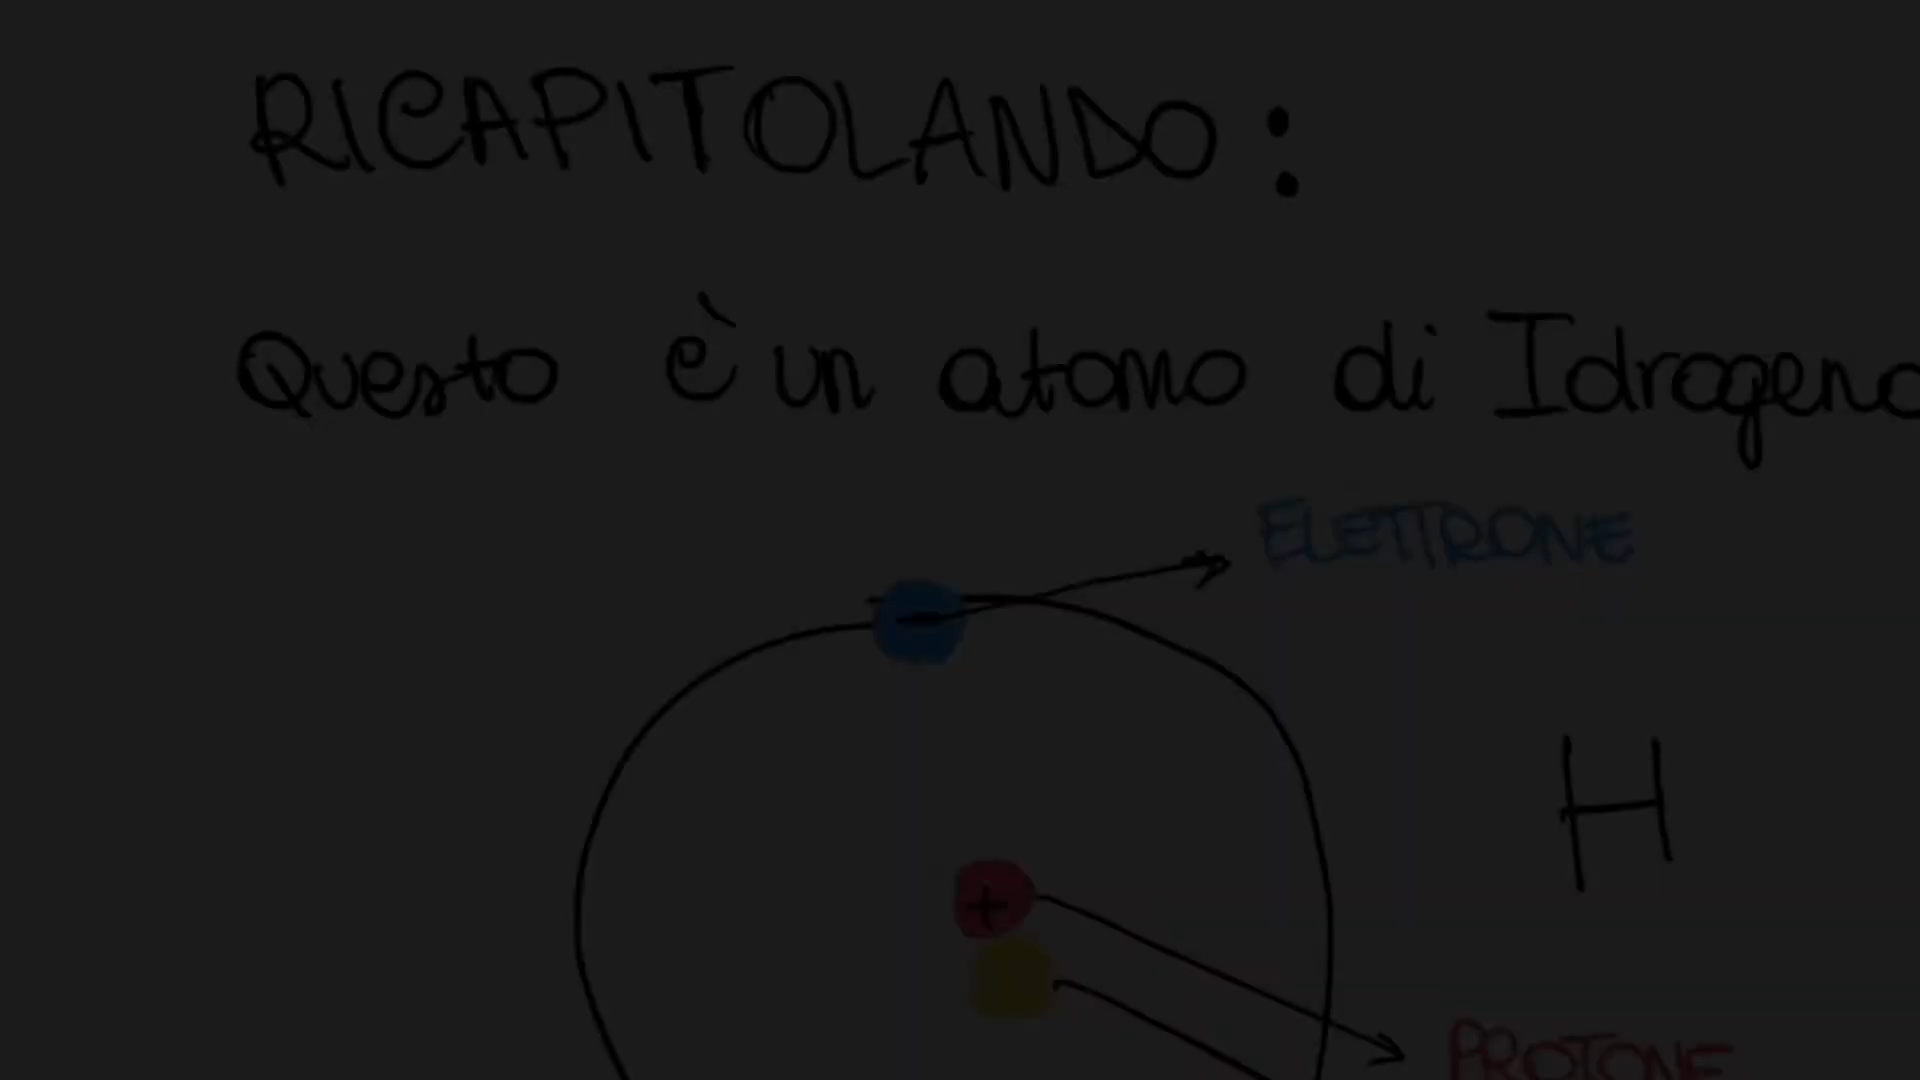 RICAPITOLANDO:
Questo è un atomo di Idrogeno
ELETTRONE
H
+
PROTONE